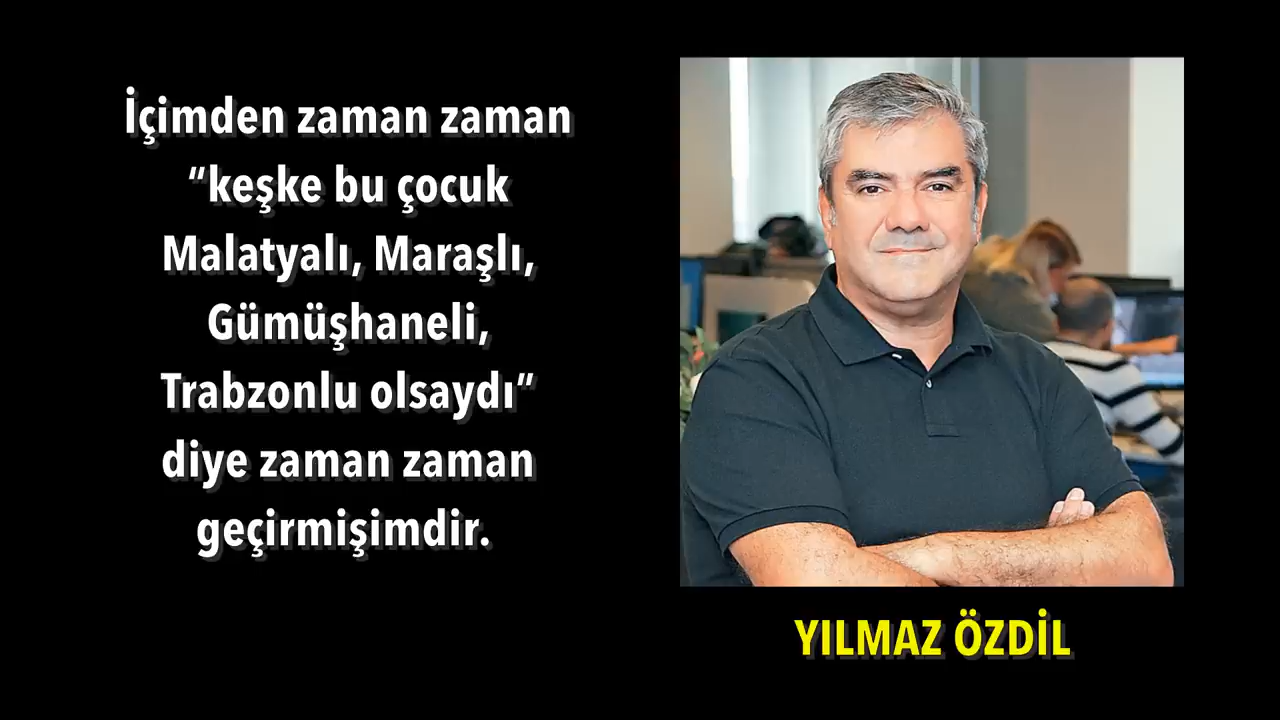 İçimden zaman zaman
“keşke bu çocuk
Malatyalı, Maraşlı,
Gümüşhaneli,
Trabzonlu olsaydı”
diye zaman zaman
geçirmişimdir.
YILMAZ ÖZDİL